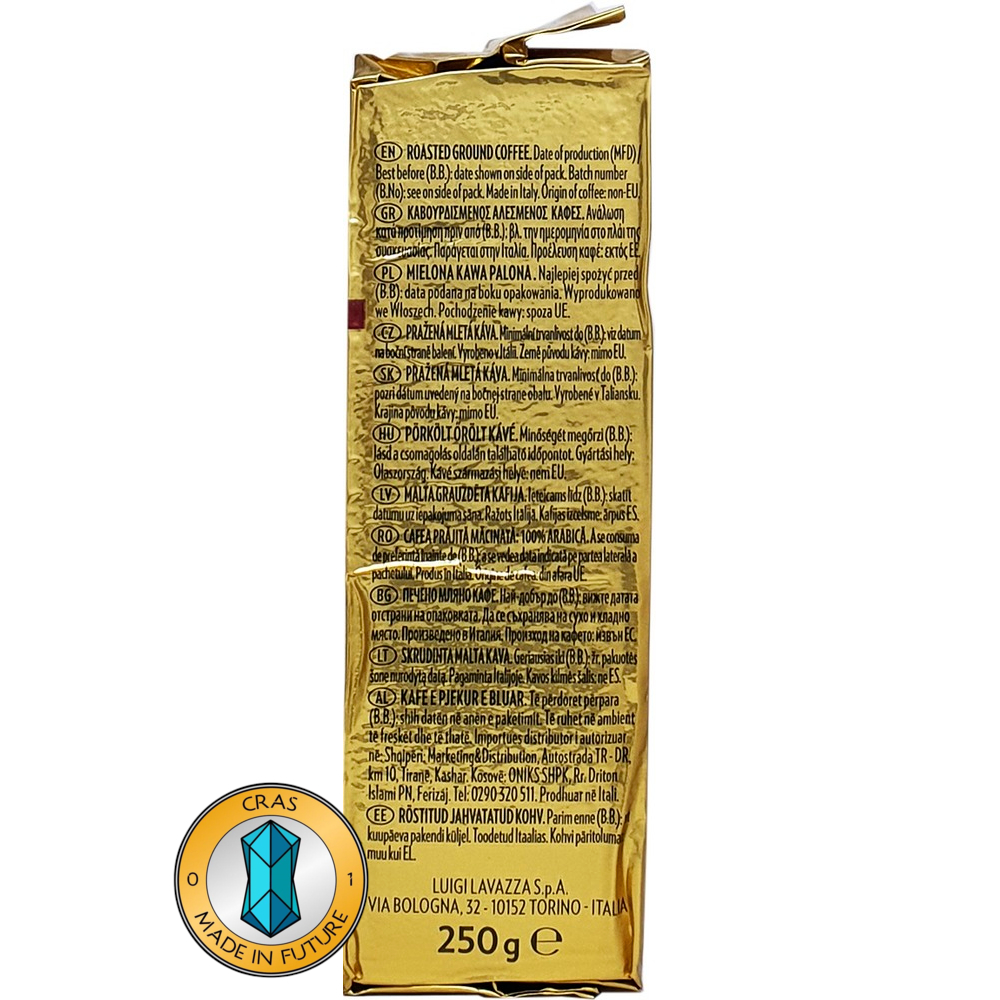 EN ROASTED GROUND COFFEE. Date of production (MFD)/
Best before (B.B.): date shown on side of pack. Batch number
(B.No): see on side of pack. Made in Italy. Origin of coffee: non-EU.
GR ΚΑΒΟΥΡΔΙΣΜΕΝΟΣ ΑΛΕΣΜΕΝΟΣ ΚΑΦΕΣ. Ανάλωση
κατά προτίμηση πριν από (B.B.): βλ. την ημερομηνία στο πλάι της
συσκευασίας. Παράγεται στην Ιταλία. Προέλευση καφέ: εκτός ΕΕ.
PL MIELONA KAWA PALONA. Najlepiej spożyć przed
(B.B): data podana na boku opakowania. Wyprodukowano
we Włoszech. Pochodzenie kawy: spoza UE.
CZ PRAŽENÁ MLETÁ KÁVA. Minimální trvanlivost do (B.B.): viz datum
na boční straně balení. Vyrobeno v Itálii. Země původu kávy: mimo EU.
SK PRAŽENÁ MLETÁ KÁVA. Minimálna trvanlivosť do (B.B.):
pozri dátum uvedený na bočnej strane obalu. Vyrobené v Taliansku.
Krajina pôvodu kávy: mimo EU.
HU PÖRKÖLT ŐRÖLT KÁVÉ. Minőségét megőrzi (B.B.):
lásd a csomagolás oldalán található időpontot. Gyártási hely:
Olaszország. Kávé származási helye: nem EU.
LV MALTA GRAUZDĒTA KAFIJA. Ieteicams līdz (B.B.): skatīt
datumu uz iepakojuma sāna. Ražots Itālijā. Kafijas izcelsme: ārpus ES.
RO CAFEA PRĂJITĂ MĂCINATĂ: 100% ARABICĂ. A se consuma
de preferință înainte de (B.B.): a se vedea data indicată pe partea laterală a
pachetului. Produs în Italia. Origine de cafea: din afara UE.
BG ПЕЧЕНО МЛЯНО КАФЕ. Най-добър до (B.B.): вижте датата
отстрани на опаковката. Да се съхранява на сухо и хладно
място. Произведено в Италия. Произход на кафето: извън ЕС.
LT SKRUDINTA MALTA KAVA. Geriausias iki (B.B.): žr. pakuotės
šone nurodytą datą. Pagaminta Italijoje. Kavos kilmės šalis: ne ES.
AL KAFE E PJEKUR E BLUAR. Të përdoret përpara
(B.B.): shih datën në anën e paketimit. Të ruhet në ambient
të freskët dhe të thatë. Importues distributor i autorizuar
në: Shqipëri: Marketing&Distribution, Autostrada TR - DR,
km 10, Tiranë, Kashar. Kosovë: ONIKS SHPK, Rr. Driton
Islami PN, Ferizaj. Tel: 0290 320 511. Prodhuar në Itali.
EE RÖSTITUD JAHVATATUD KOHV. Parim enne (B.B.):
kuupäeva pakendi küljel. Toodetud Itaalias. Kohvi päritolumaa
muu kui EL.
LUIGI LAVAZZA S.p.A.
VIA BOLOGNA, 32 - 10152 TORINO - ITALIA
250 g ℮
CRAS
0 1
MADE IN FUTURE